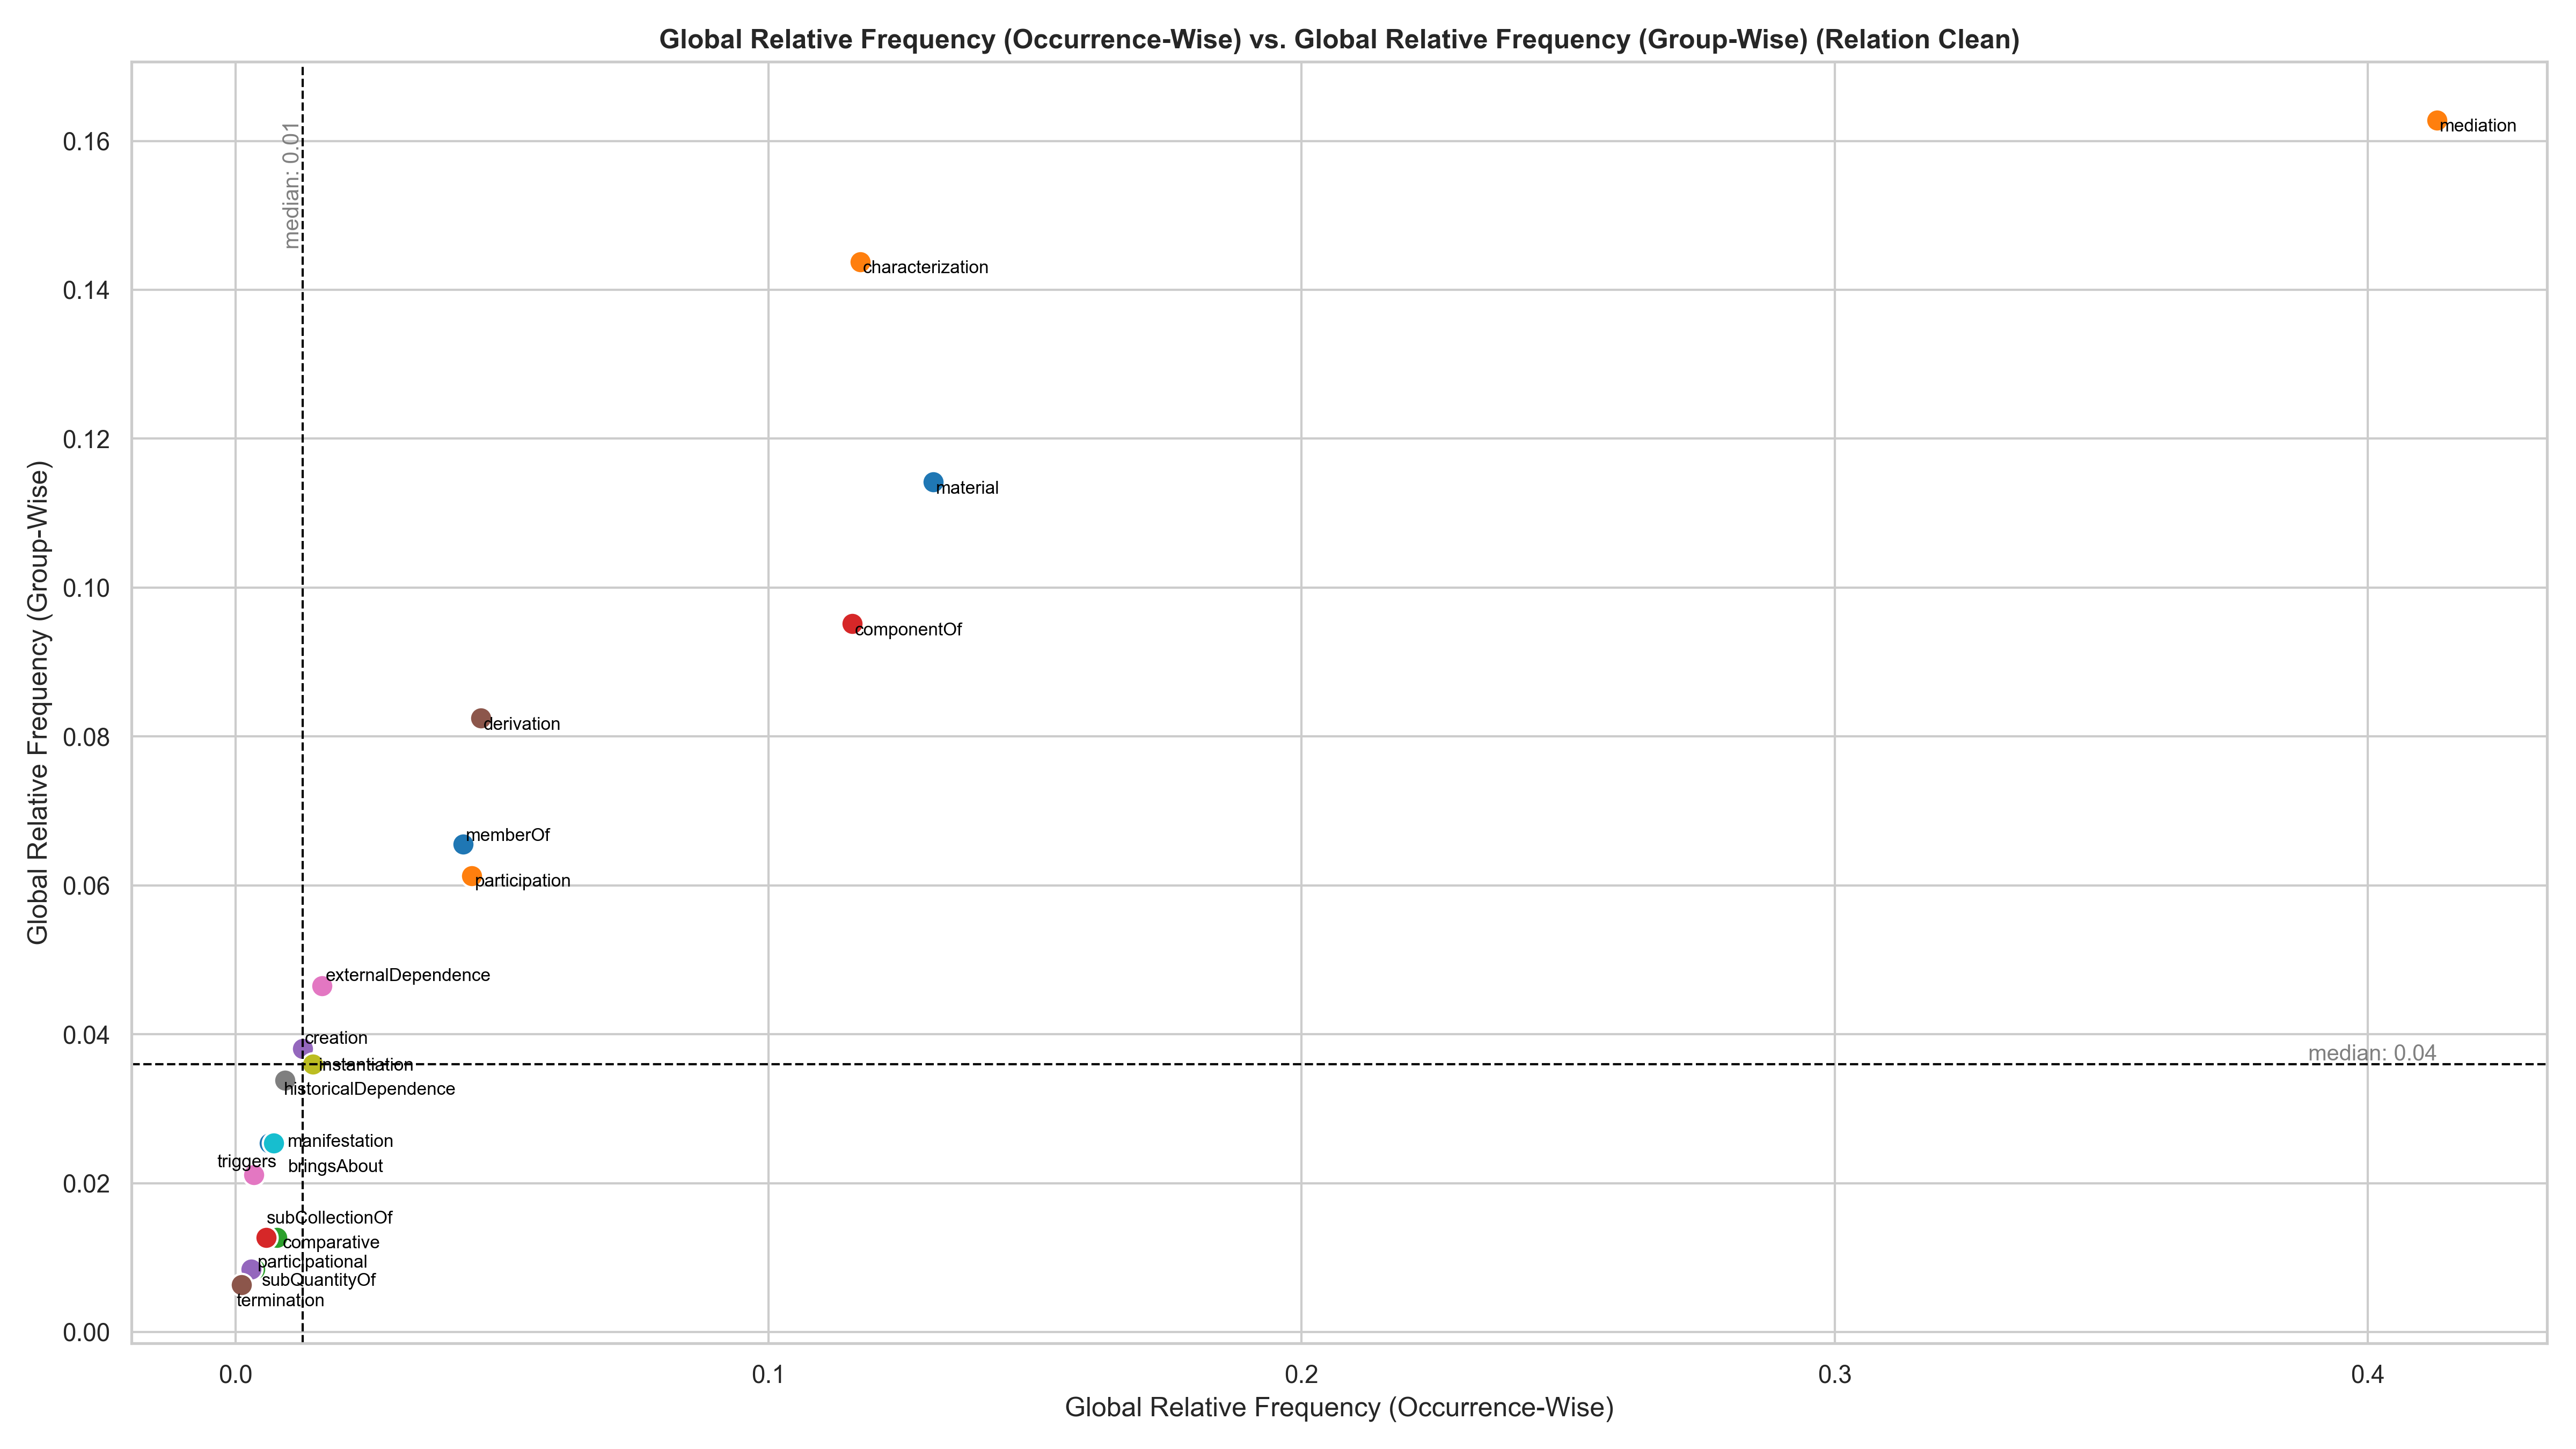 Global Relative Frequency (Occurrence-Wise) vs. Global Relative Frequency (Group-Wise) (Relation Clean)
Global Relative Frequency (Group-Wise)
0.16
0.14
0.12
0.10
0.08
0.06
0.04
0.02
0.00
median: 0.01
mediation
characterization
material
componentOf
derivation
memberOf
participation
externalDependence
creation
median: 0.04
instantiation
historicalDependence
manifestation
triggers
bringsAbout
subCollectionOf
comparative
participational
subQuantityOf
termination
0.0
0.1
0.2
0.3
0.4
Global Relative Frequency (Occurrence-Wise)